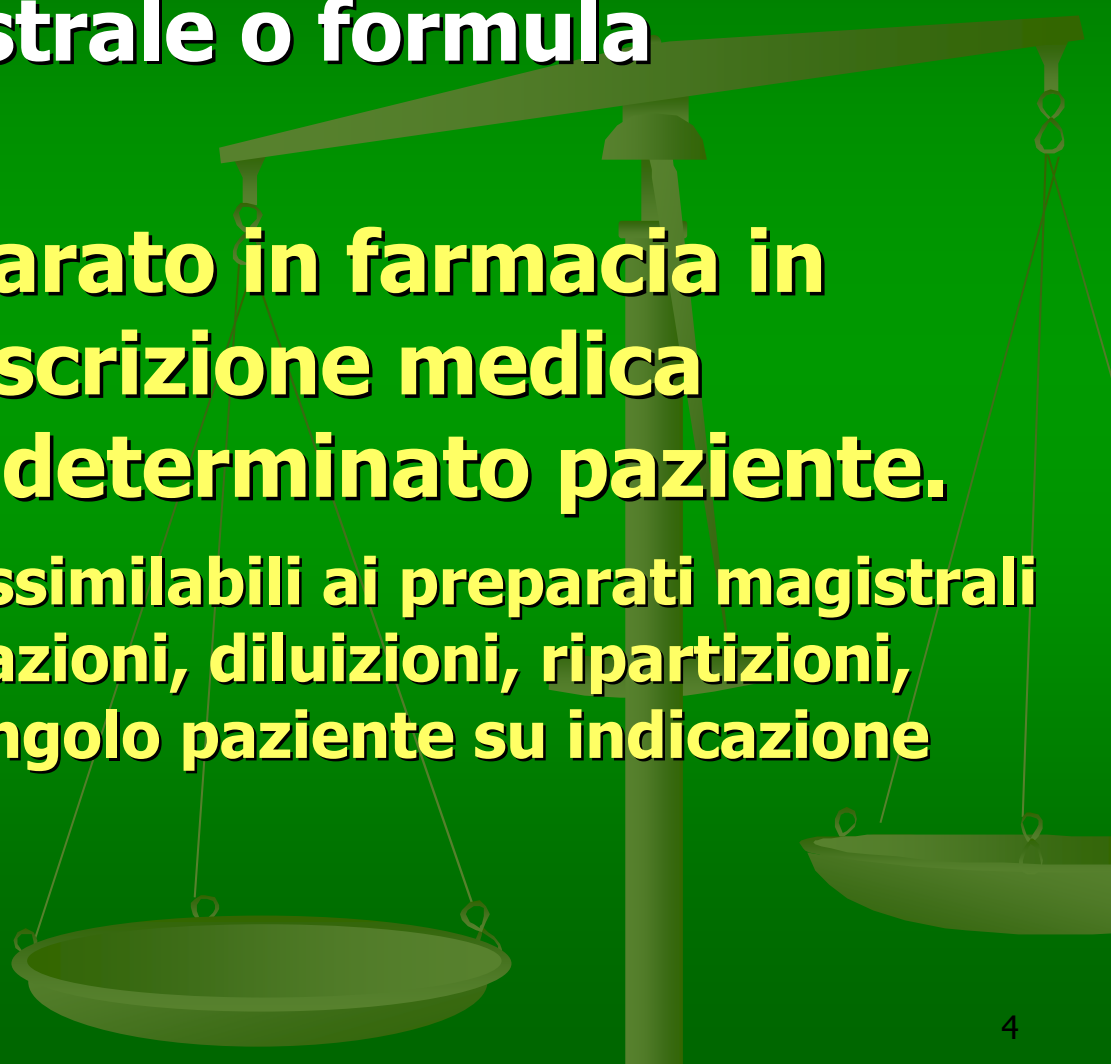 strale o formula
arato in farmacia in
scrizione medica
determinato paziente.
ssimilabili ai preparati magistrali
azioni, diluizioni, ripartizioni,
ngolo paziente su indicazione
4